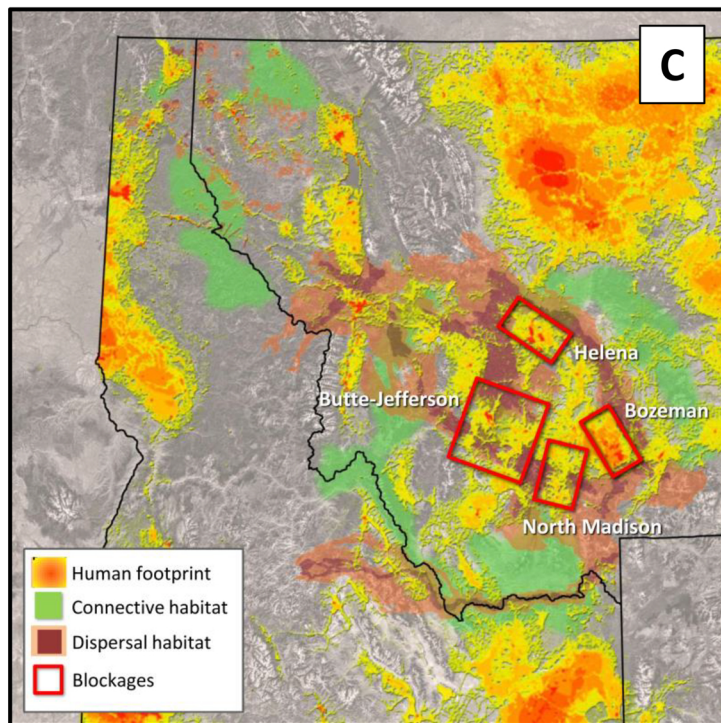 C
Helena
Butte-Jefferson
Bozeman
North Madison
Human footprint
Connective habitat
Dispersal habitat
Blockages